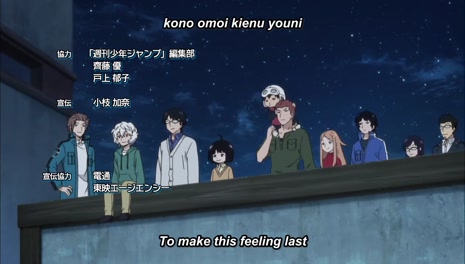 kono omoi kienu youni
協力 「週刊少年ジャンプ」編集部
齊藤 優
戸上 郁子
宣伝 小枝 加奈
宣伝協力 電通
東映エージエンシー
To make this feeling last